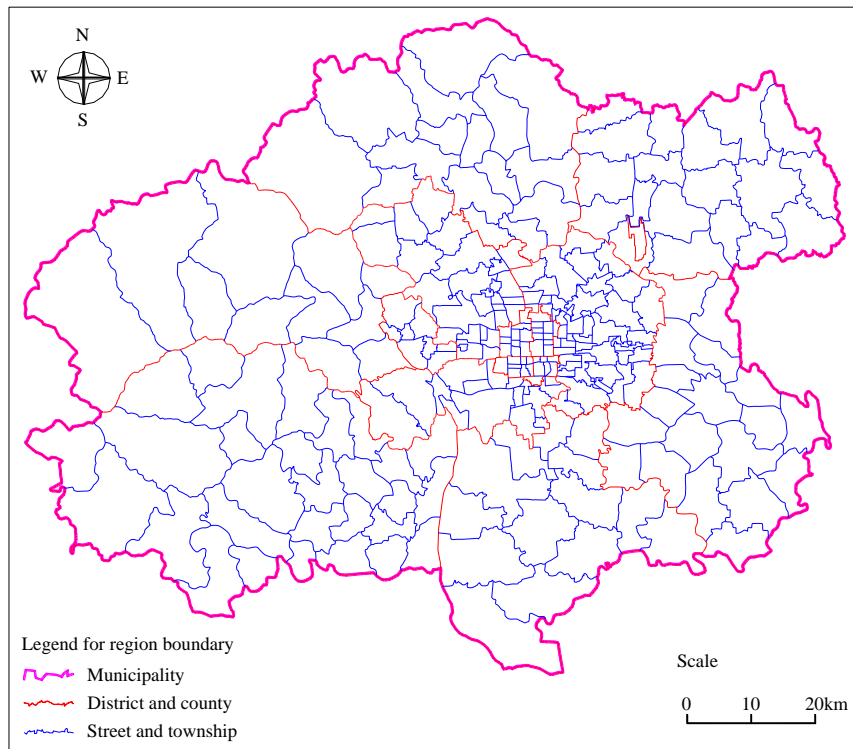 N
W E
S
Legend for region boundary
Municipality
District and county
Street and township
Scale
0 10 20km